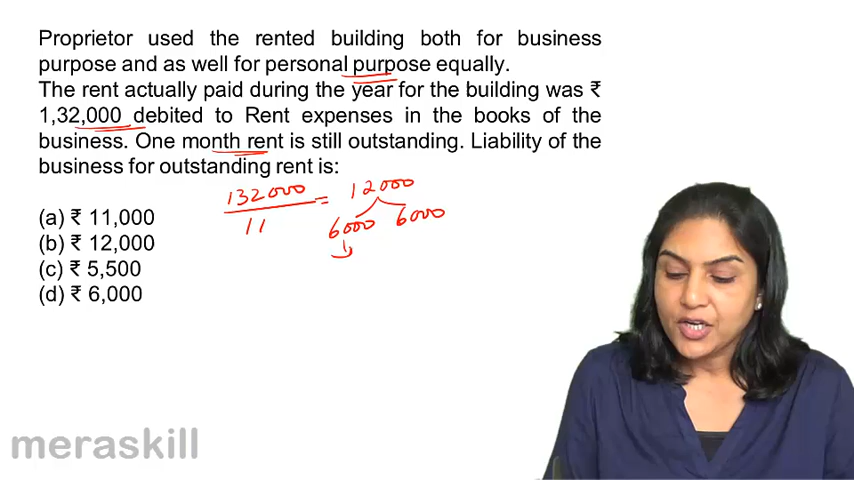 Proprietor used the rented building both for business
purpose and as well for personal purpose equally.
The rent actually paid during the year for the building was ₹
1,32,000 debited to Rent expenses in the books of the
business. One month rent is still outstanding. Liability of the
business for outstanding rent is:
132000 = 12000
11
6000 6000
(a) ₹ 11,000
(b) ₹ 12,000
(c) ₹ 5,500
(d) ₹ 6,000
meraskill